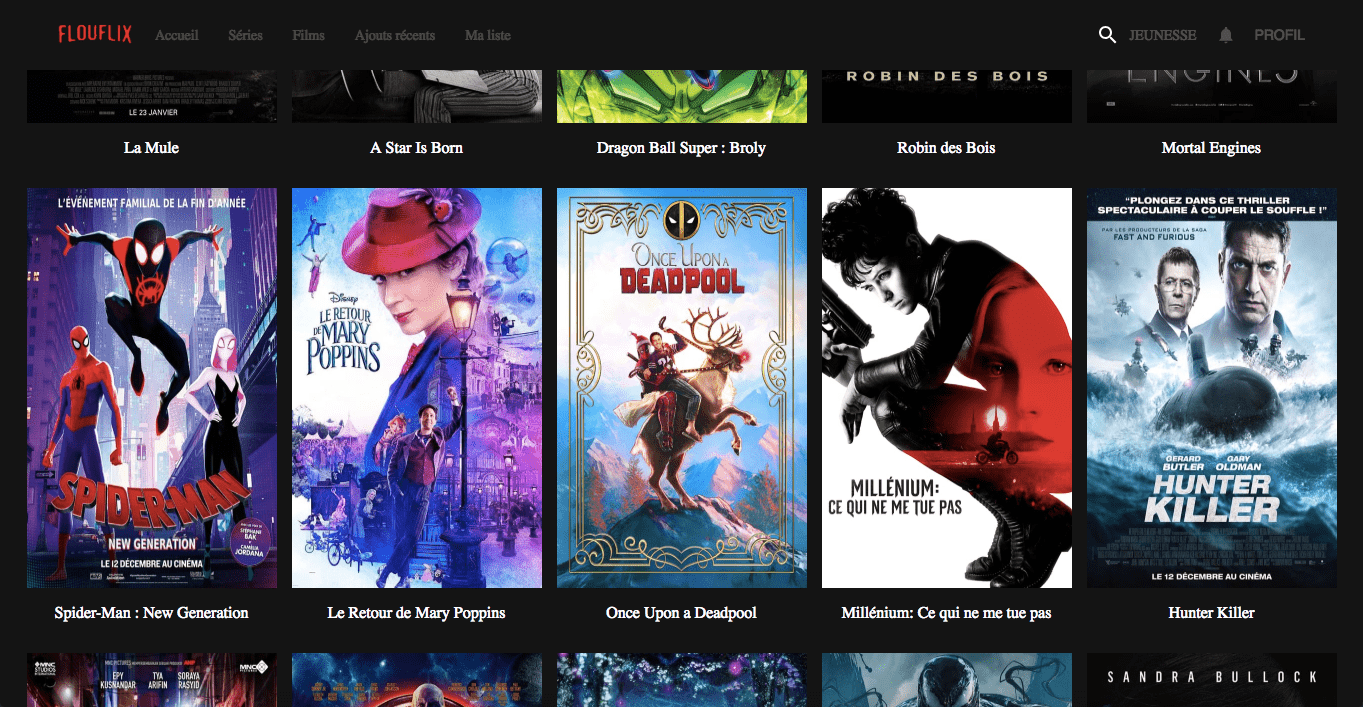 FLOUFLIX
Accueil
Séries
Films
Ajouts récents
Ma liste
JEUNESSE
PROFIL
LE 23 JANVIER
ROBIN DES BOIS
ENGINES
La Mule
A Star Is Born
Dragon Ball Super : Broly
Robin des Bois
Mortal Engines
L'ÉVÉNEMENT FAMILIAL DE LA FIN D'ANNÉE
SPIDER-MAN
NEW GENERATION
LE 12 DÉCEMBRE AU CINÉMA
STÉPHANE
BAK
CAMÉLIA
JORDANA
DISNEY
LE RETOUR
DE MARY
POPPINS
ONCE UPON A
DEADPOOL
MILLÉNIUM:
CE QUI NE ME TUE PAS
“PLONGEZ DANS CE THRILLER
SPECTACULAIRE À COUPER LE SOUFFLE !”
PAR LES PRODUCTEURS DE LA SAGA
FAST AND FURIOUS
GERARD BUTLER
GARY OLDMAN
HUNTER
KILLER
LE 12 DÉCEMBRE AU CINÉMA
Spider-Man : New Generation
Le Retour de Mary Poppins
Once Upon a Deadpool
Millénium: Ce qui ne me tue pas
Hunter Killer
MNC
STUDIOS
INTERNATIONAL
MNC
EPY
KUSNANDAR
TYA
ARIFIN
SORAYA
RASYID
SANDRA BULLOCK